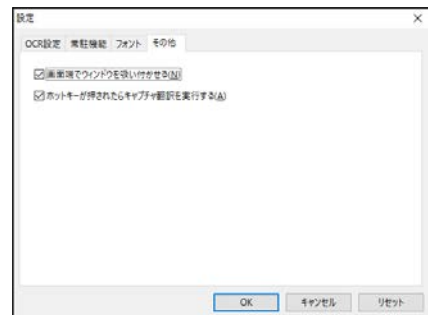 設定
OCR設定 常駐機能 フォント その他
画面端でウィンドウを吸い付かせる(N)
ホットキーが押されたらキャプチャ翻訳を実行する(A)
OK キャンセル リセット